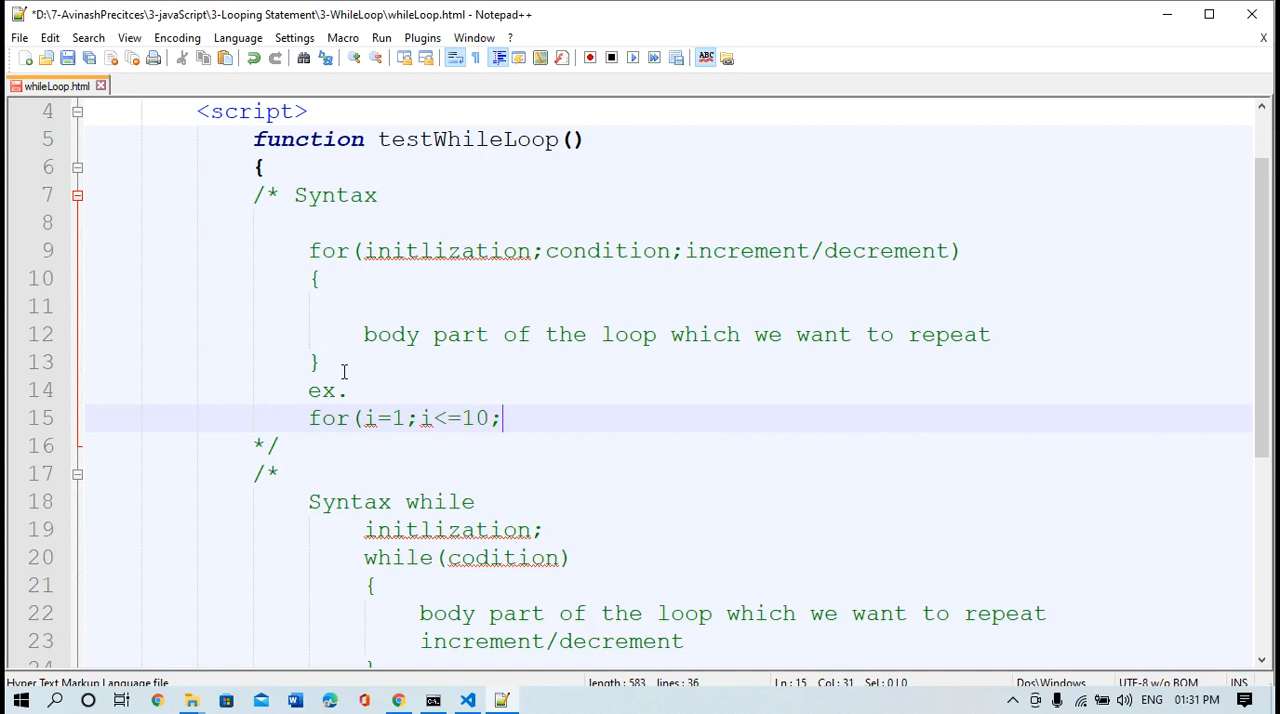 *D:\7-AvinashPrecitces\3-javaScript\3-Looping Statement\3-WhileLoop\whileLoop.html - Notepad++
File Edit Search View Encoding Language Settings Tools Macro Run Plugins Window ? X
whileLoop.html
4 <script>
5 function testWhileLoop()
6 {
7 /* Syntax
8
9 for(initlization;condition;increment/decrement)
10 {
11
12 body part of the loop which we want to repeat
13 }
14 ex.
15 for(i=1;i<=10;
16 */
17 /*
18 Syntax while
19 initlization;
20 while(codition)
21 {
22 body part of the loop which we want to repeat
23 increment/decrement
24 }
Hyper Text Markup Language file length : 583 lines : 36 Ln : 15 Col : 31 Sel : 0 | 0 Dos\Windows UTF-8 w/o BOM INS
ENG 01:31 PM